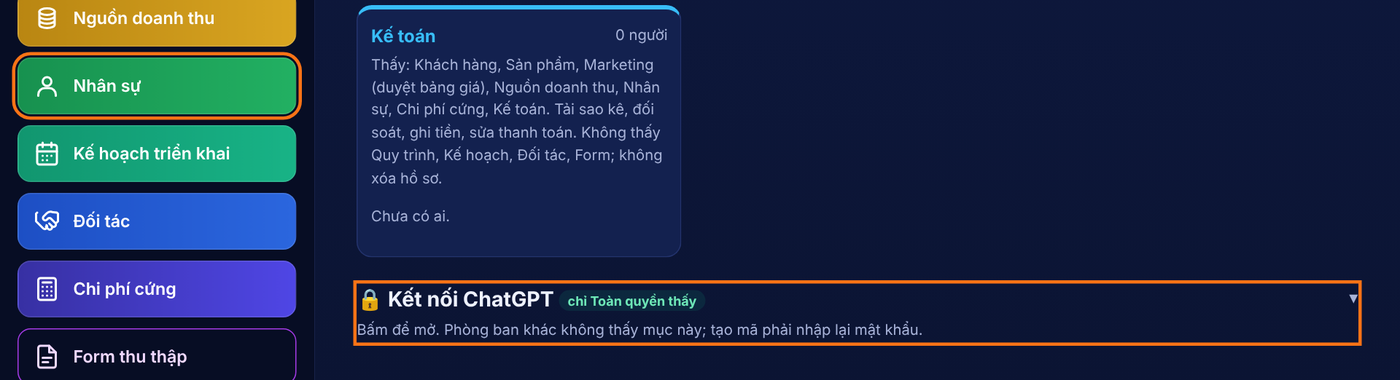 Nguồn doanh thu
Nhân sự
Kế hoạch triển khai
Đối tác
Chi phí cứng
Form thu thập
Kế toán
0 người
Thấy: Khách hàng, Sản phẩm, Marketing
(duyệt bảng giá), Nguồn doanh thu, Nhân
sự, Chi phí cứng, Kế toán. Tải sao kê, đối
soát, ghi tiền, sửa thanh toán. Không thấy
Quy trình, Kế hoạch, Đối tác, Form; không
xóa hồ sơ.
Chưa có ai.
🔒 Kết nối ChatGPT chỉ Toàn quyền thấy ▼
Bấm để mở. Phòng ban khác không thấy mục này; tạo mã phải nhập lại mật khẩu.